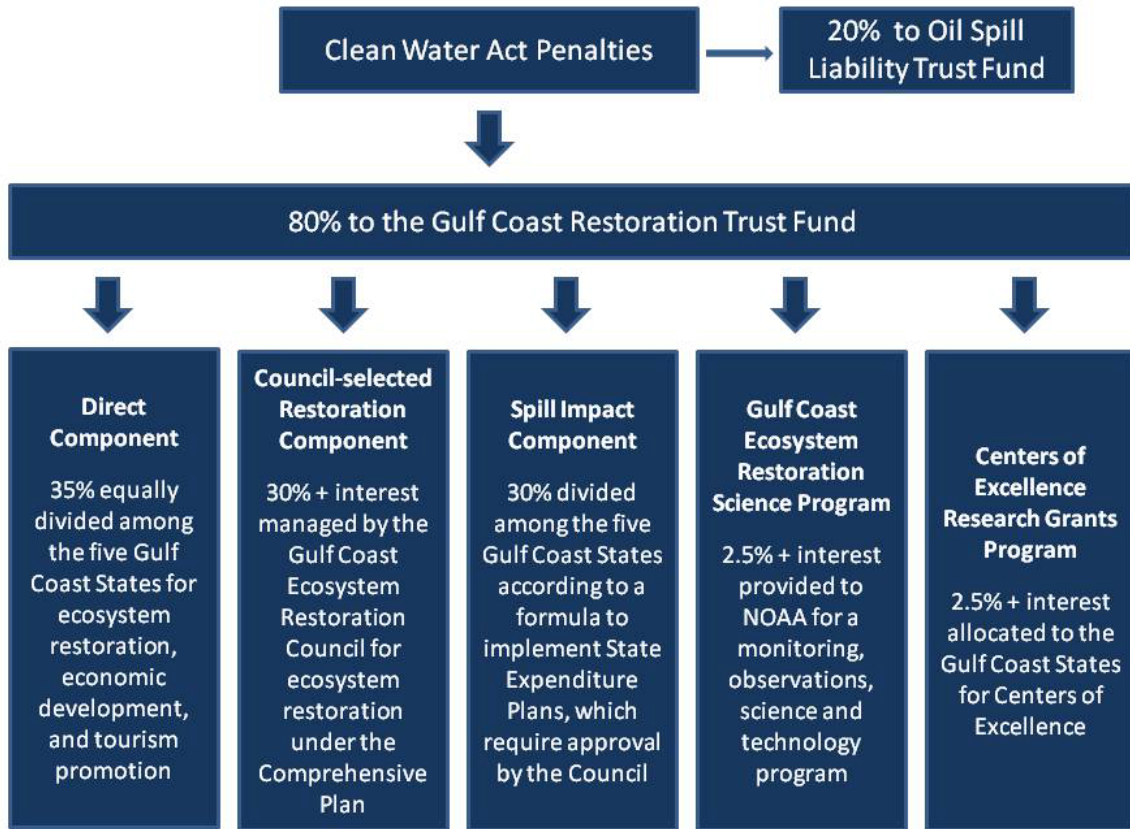 Clean Water Act Penalties
20% to Oil Spill
Liability Trust Fund
80% to the Gulf Coast Restoration Trust Fund
Direct
Component
35% equally
divided among
the five Gulf
Coast States for
ecosystem
restoration,
economic
development,
and tourism
promotion
Council-selected
Restoration
Component
30% + interest
managed by the
Gulf Coast
Ecosystem
Restoration
Council for
ecosystem
restoration
under the
Comprehensive
Plan
Spill Impact
Component
30% divided
among the five
Gulf Coast States
according to a
formula to
implement State
Expenditure
Plans, which
require approval
by the Council
Gulf Coast
Ecosystem
Restoration
Science Program
2.5% + interest
provided to
NOAA for a
monitoring,
observations,
science and
technology
program
Centers of
Excellence
Research Grants
Program
2.5% + interest
allocated to the
Gulf Coast States
for Centers of
Excellence